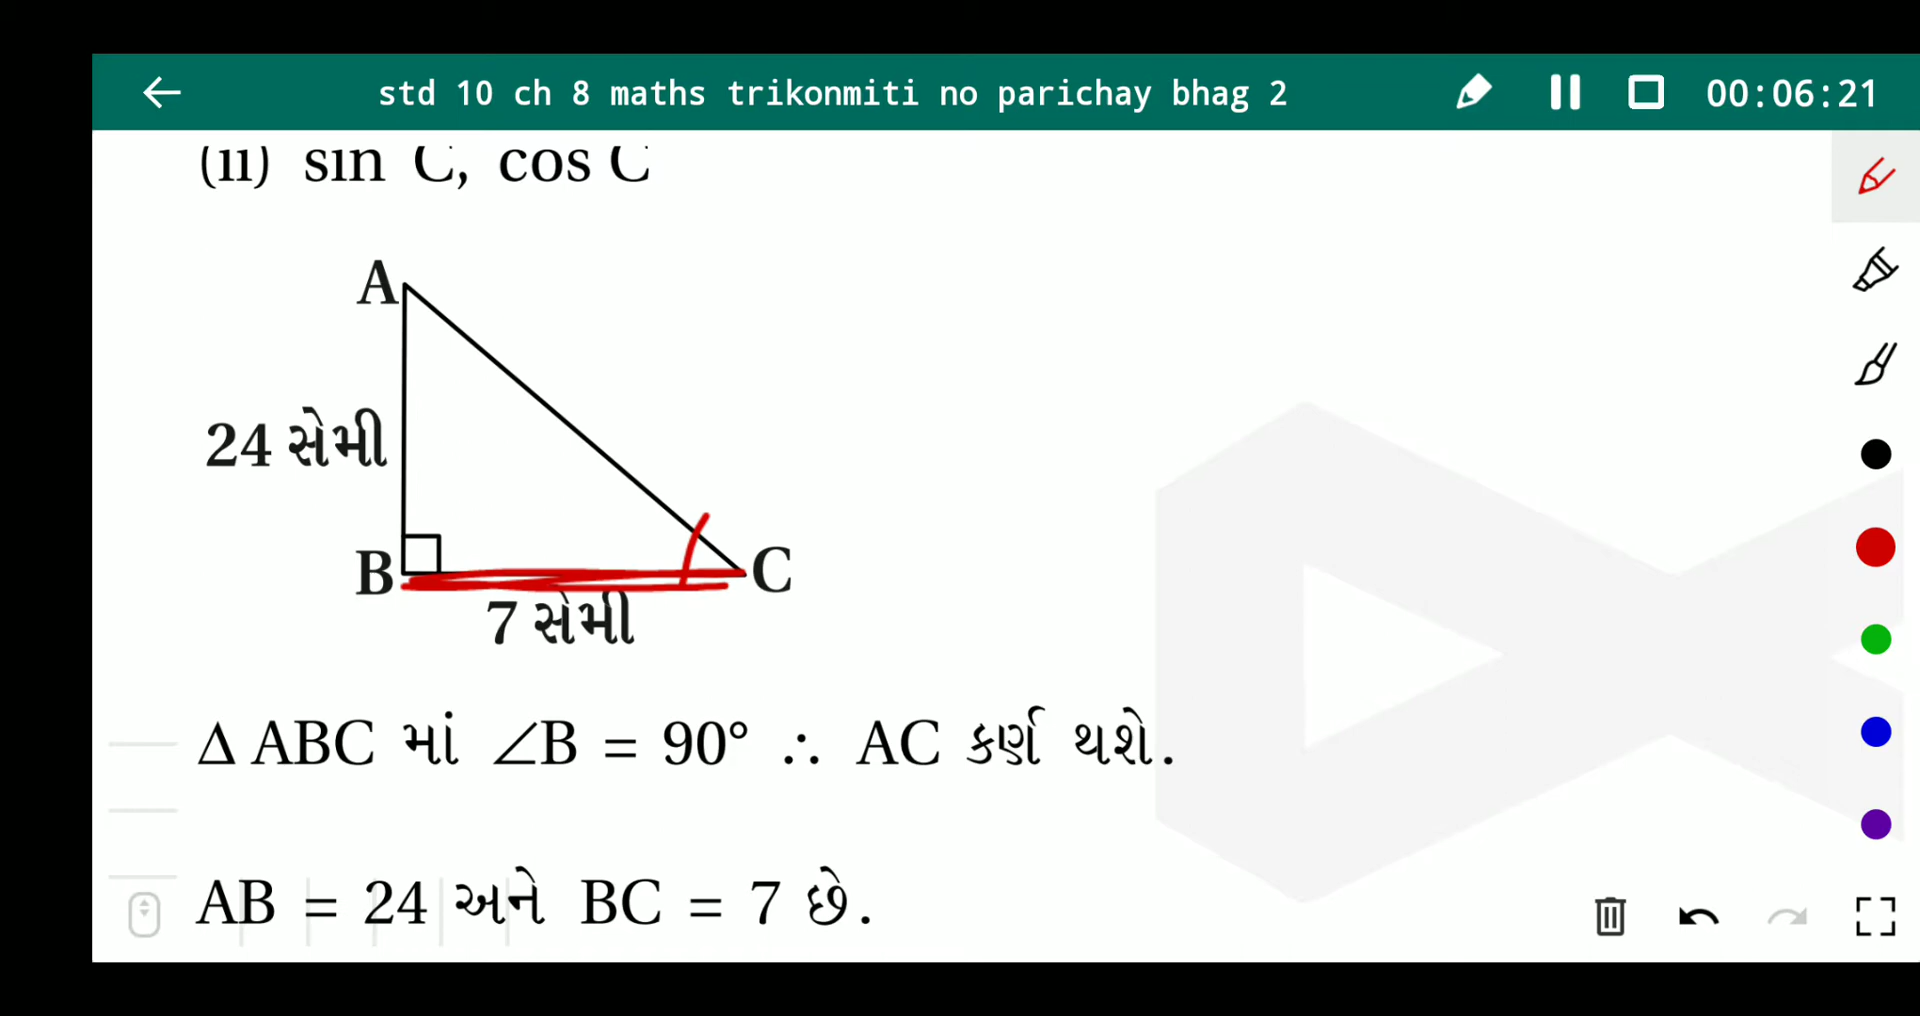 std 10 ch 8 maths trikonmiti no parichay bhag 2
00:06:21
(ii) sin C, cos C
A
24 સેમી
B
C
7 સેમી
Δ ABC માં ∠B = 90° ∴ AC કર્ણ થશે.
AB = 24 અને BC = 7 છે.